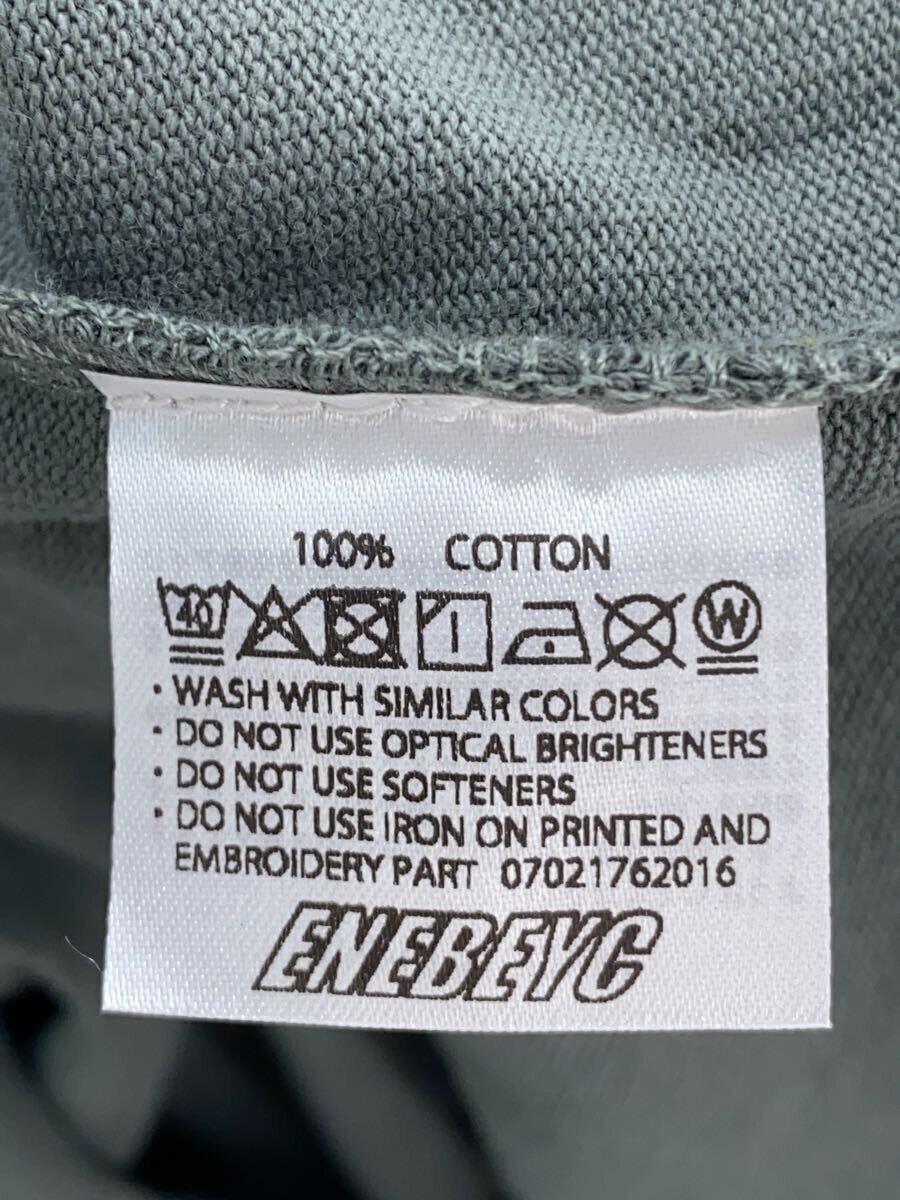 100% COTTON
40 W
· WASH WITH SIMILAR COLORS
· DO NOT USE OPTICAL BRIGHTENERS
· DO NOT USE SOFTENERS
· DO NOT USE IRON ON PRINTED AND
EMBROIDERY PART 07021762016
ENEBEYC